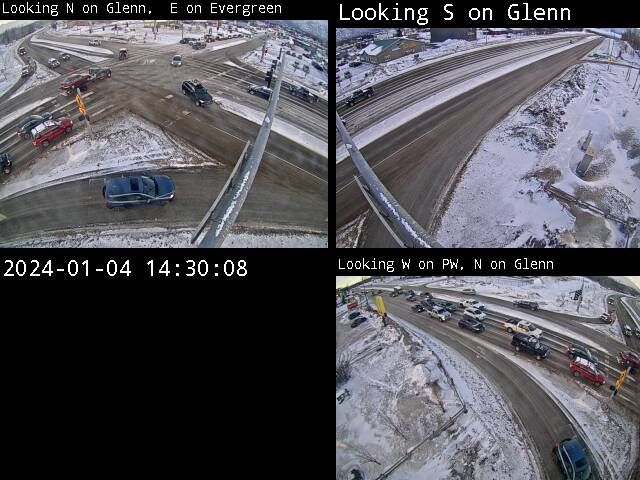 Looking N on Glenn,  E on Evergreen
Looking S on Glenn
2024-01-04 14:30:08
Looking W on PW, N on Glenn